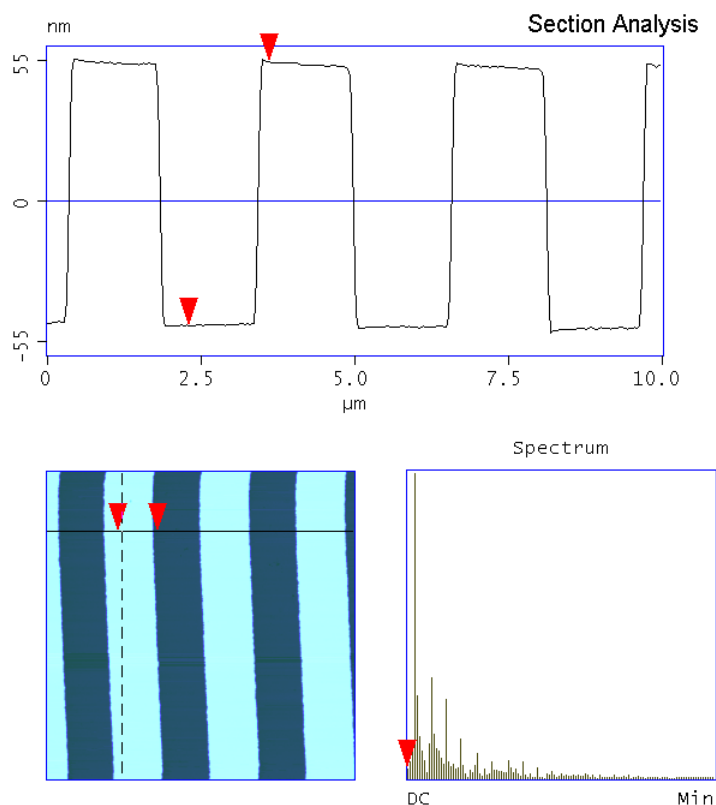 nm
Section Analysis
55
0
-55
0 2.5 5.0 7.5 10.0
µm
Spectrum
DC Min